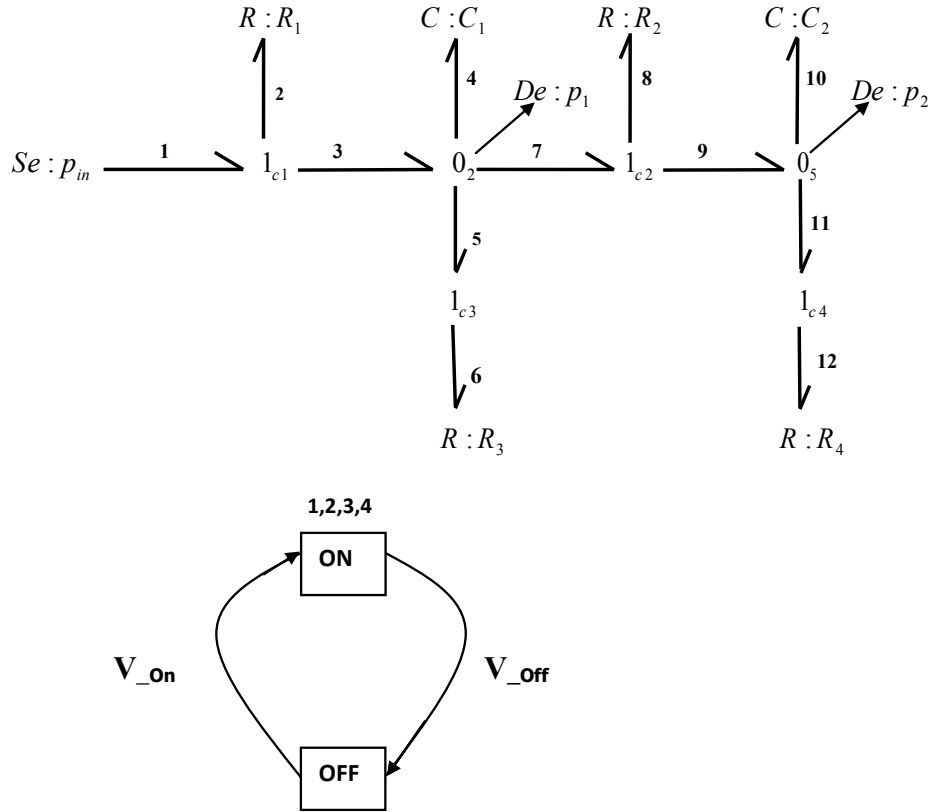 R : R₁ C : C₁ R : R₂ C : C₂
2 4 De : p₁ 8 10 De : p₂
Se : pᵢₙ 1 1c1 3 0₂ 7 1c2 9 0₅
5 11
1c3 1c4
6 12
R : R₃ R : R₄
1,2,3,4
ON
V_On V_Off
OFF